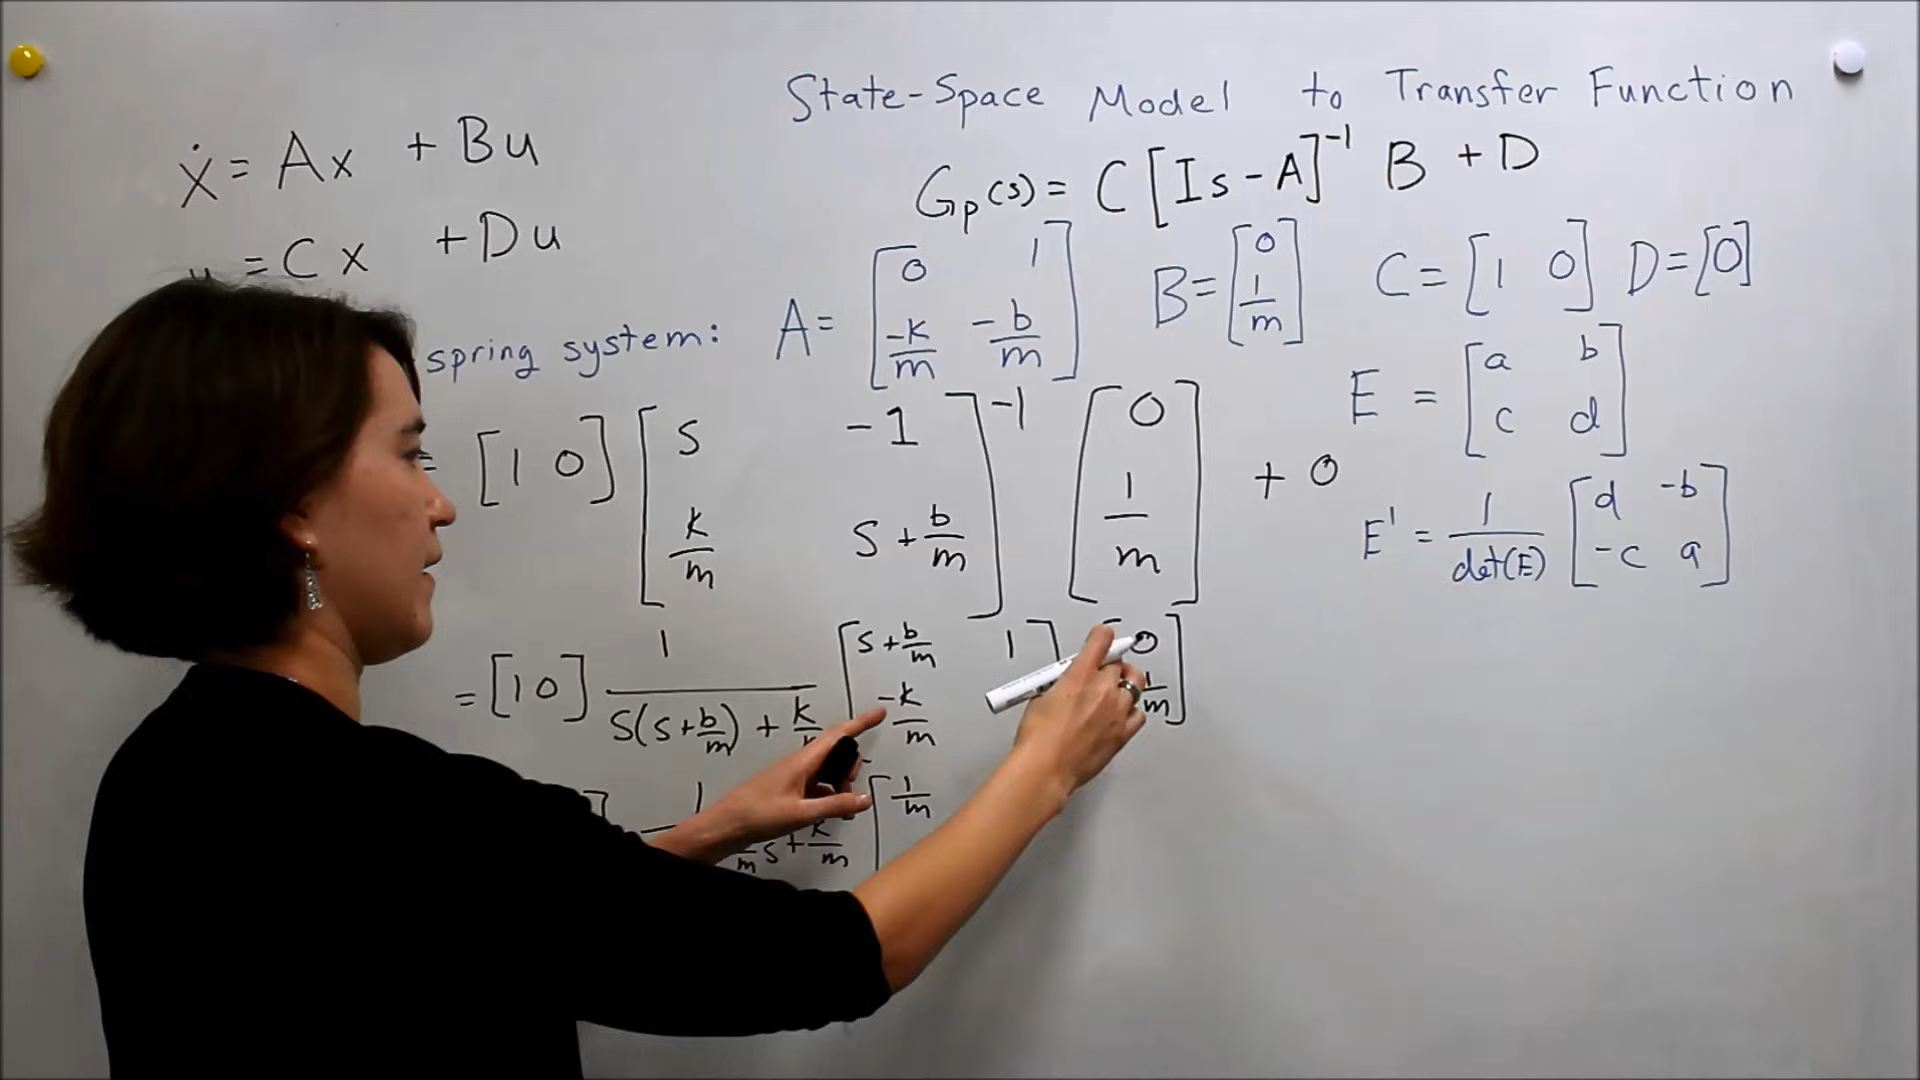 State-Space Model to Transfer Function
ẋ = Ax + Bu
= Cx + Du
Gp(s) = C [Is - A]⁻¹ B + D
spring system: A = [0 1; -k/m -b/m] B = [0; 1/m] C = [1 0] D = [0]
E = [a b; c d]
= [1 0] [s -1; k/m s + b/m]⁻¹ [0; 1/m] + 0
E' = 1/det(E) [d -b; -c a]
= [1 0] 1/(s(s + b/m) + k/ [s + b/m 1; -k/m [0; 1/m]
1/ m s + k/m [1/m